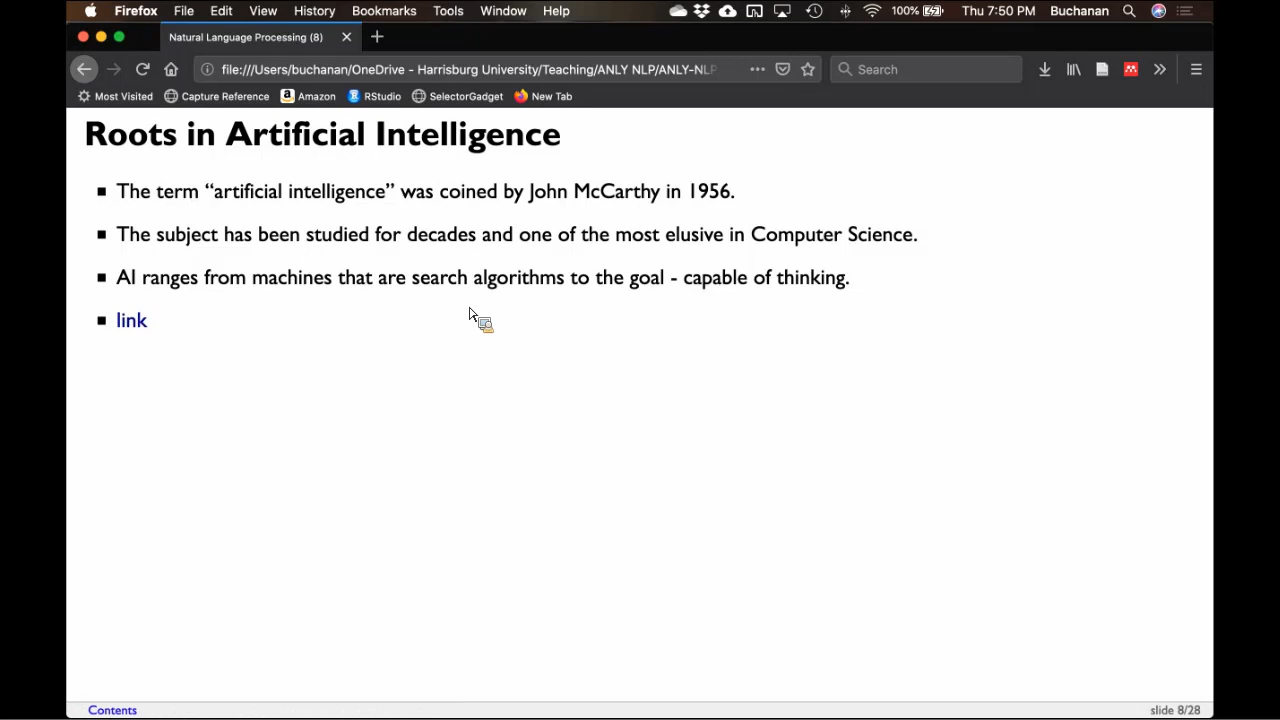 Firefox File Edit View History Bookmarks Tools Window Help 100% Thu 7:50 PM Buchanan
Natural Language Processing (8)
file:///Users/buchanan/OneDrive - Harrisburg University/Teaching/ANLY NLP/ANLY-NLP Search
Most Visited Capture Reference Amazon RStudio SelectorGadget New Tab
Roots in Artificial Intelligence
The term “artificial intelligence” was coined by John McCarthy in 1956.
The subject has been studied for decades and one of the most elusive in Computer Science.
AI ranges from machines that are search algorithms to the goal - capable of thinking.
link
Contents slide 8/28